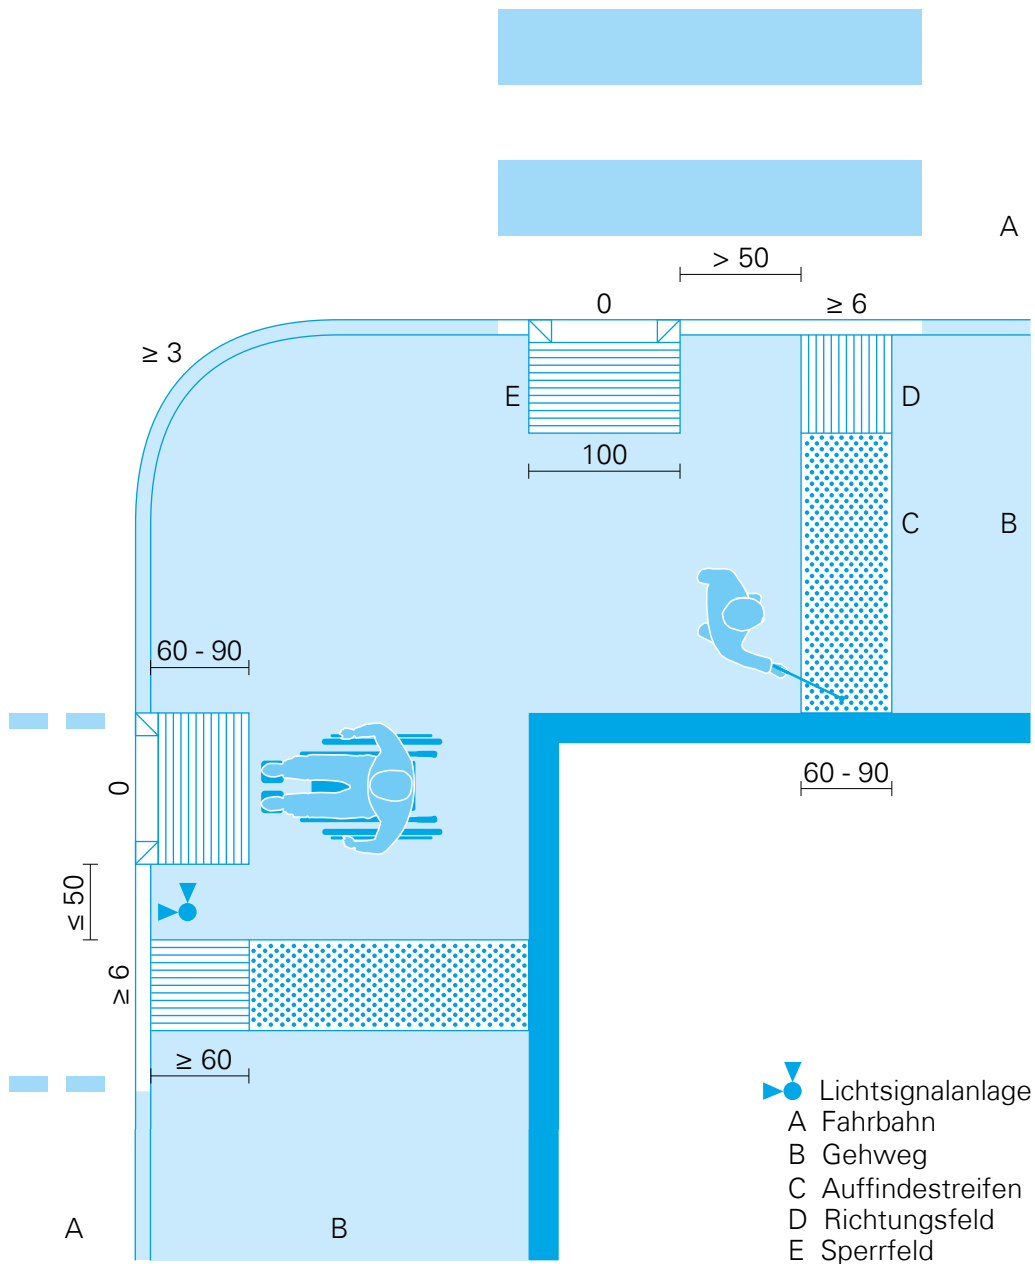 A
> 50
0
≥ 6
≥ 3
E
D
100
C
B
60 - 90
0
60 - 90
≤ 50
≥ 6
≥ 60
Lichtsignalanlage
A Fahrbahn
B Gehweg
C Auffindestreifen
D Richtungsfeld
E Sperrfeld
A
B